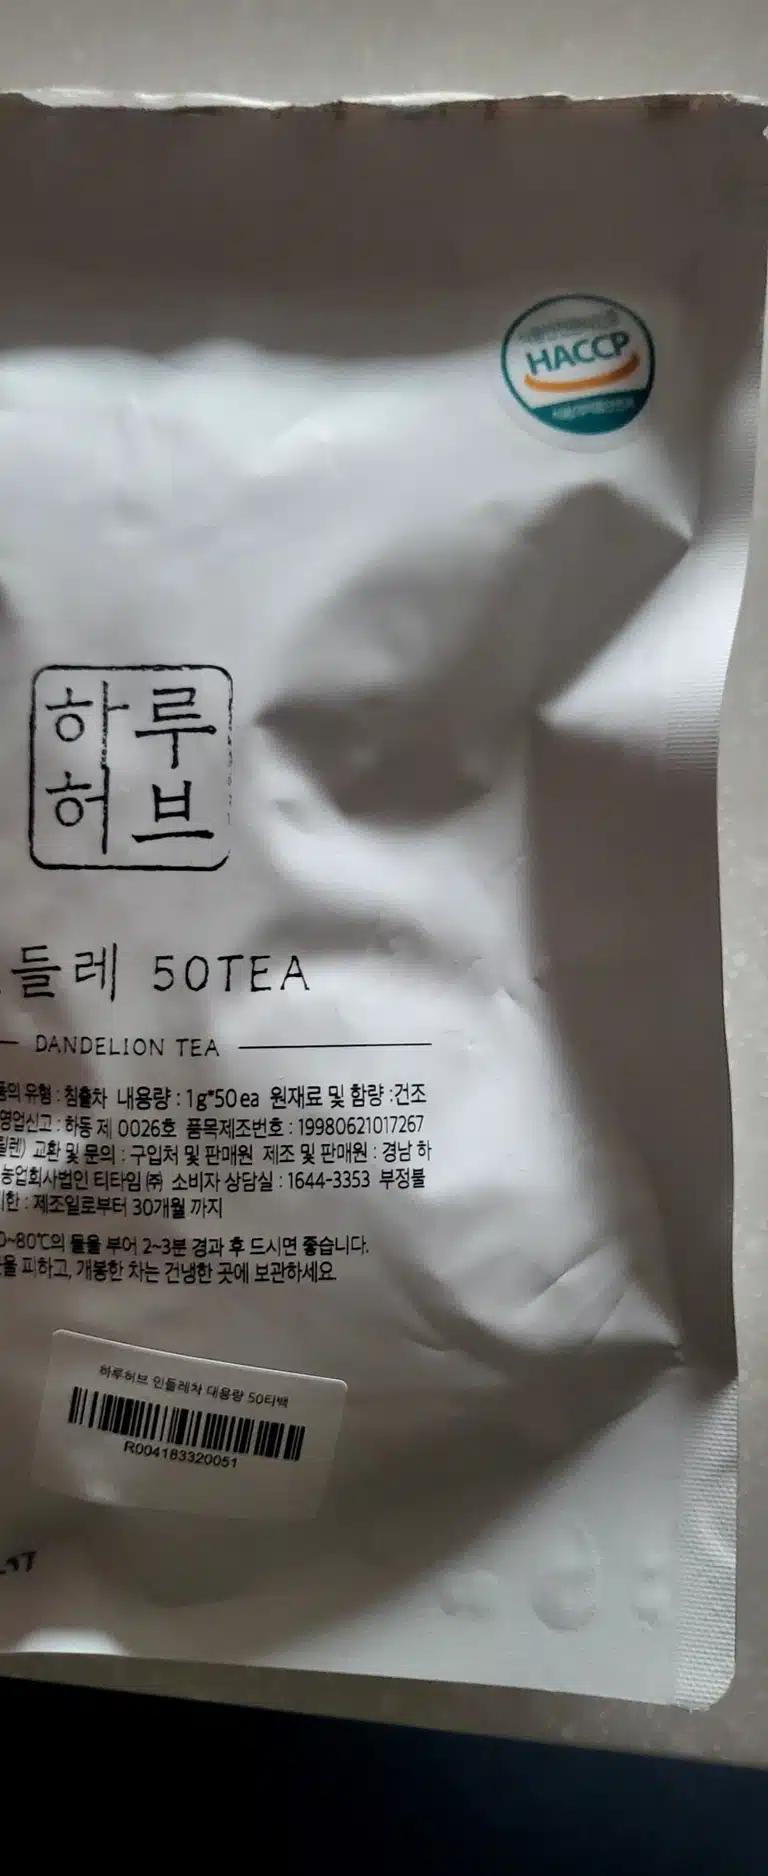 HACCP
하루
허브
들레 50TEA
DANDELION TEA
의 유형 : 침출차 내용량 : 1g*50ea 원재료 및 함량 :건조
영업신고 : 하동 제 0026호 품목제조번호 : 19980621017267
교환 및 문의 : 구입처 및 판매원 제조 및 판매원 : 경남 하
농업회사법인 티타임 ㈜ 소비자 상담실 : 1644-3353 부정불
한 : 제조일로부터 30개월 까지
0~80℃의 물을 부어 2~3분 경과 후 드시면 좋습니다.
을 피하고, 개봉한 차는 건냉한 곳에 보관하세요.
하루허브 민들레차 대용량 50티백
R004183320051